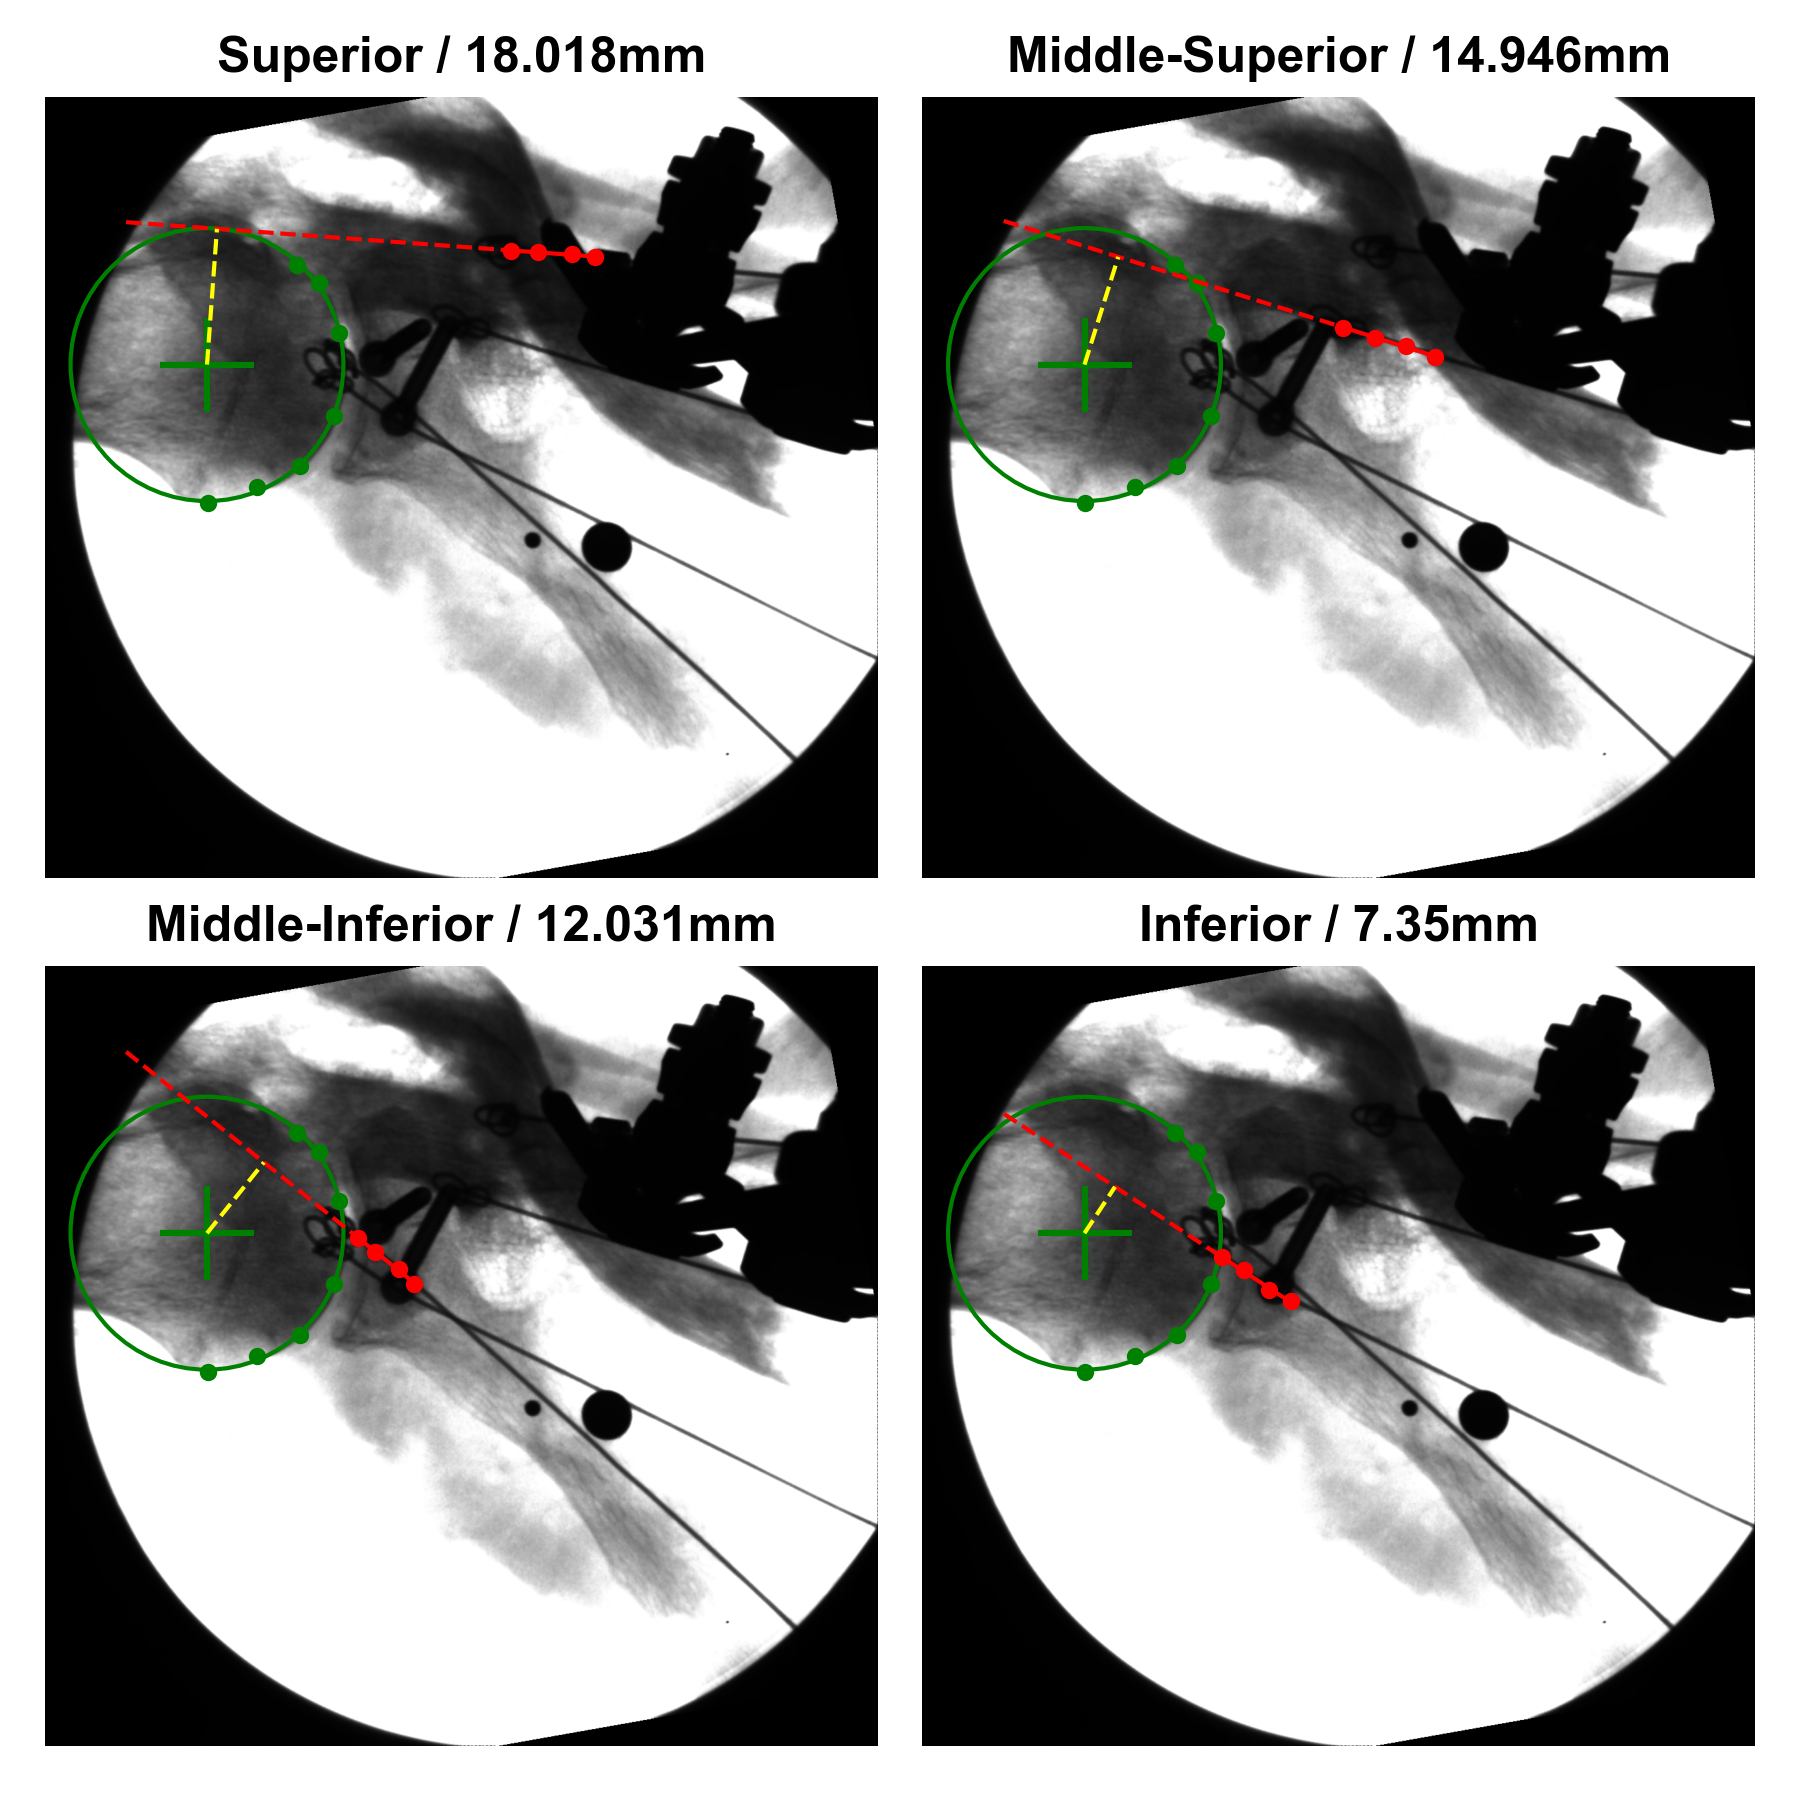 Superior / 18.018mm
Middle-Superior / 14.946mm
Middle-Inferior / 12.031mm
Inferior / 7.35mm